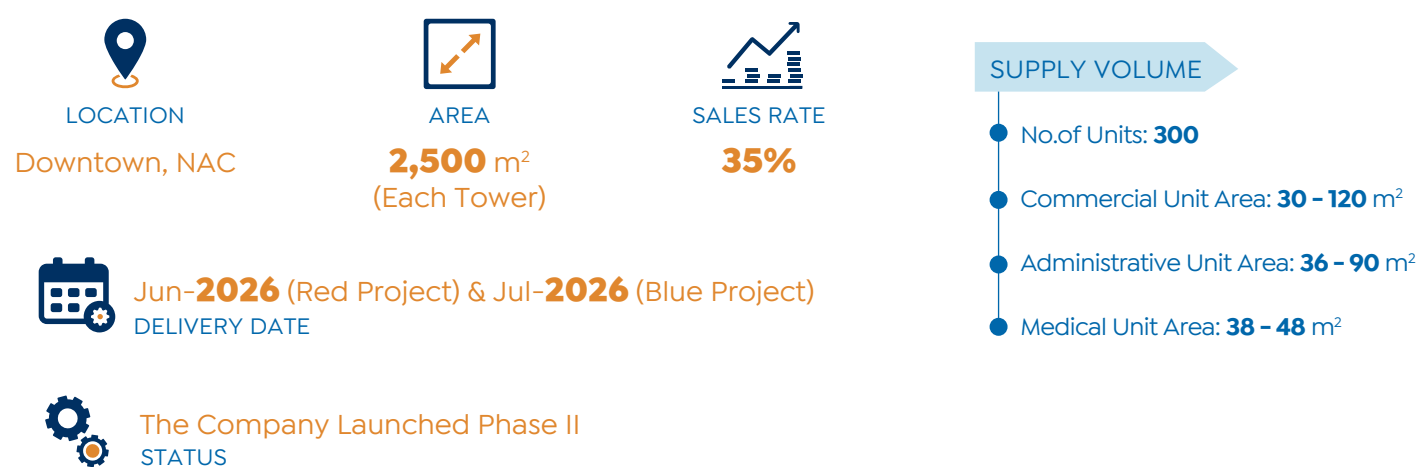 LOCATION
Downtown, NAC
AREA
2,500 m²
(Each Tower)
SALES RATE
35%
Jun-2026 (Red Project) & Jul-2026 (Blue Project)
DELIVERY DATE
The Company Launched Phase II
STATUS
SUPPLY VOLUME
No.of Units: 300
Commercial Unit Area: 30 - 120 m²
Administrative Unit Area: 36 - 90 m²
Medical Unit Area: 38 - 48 m²